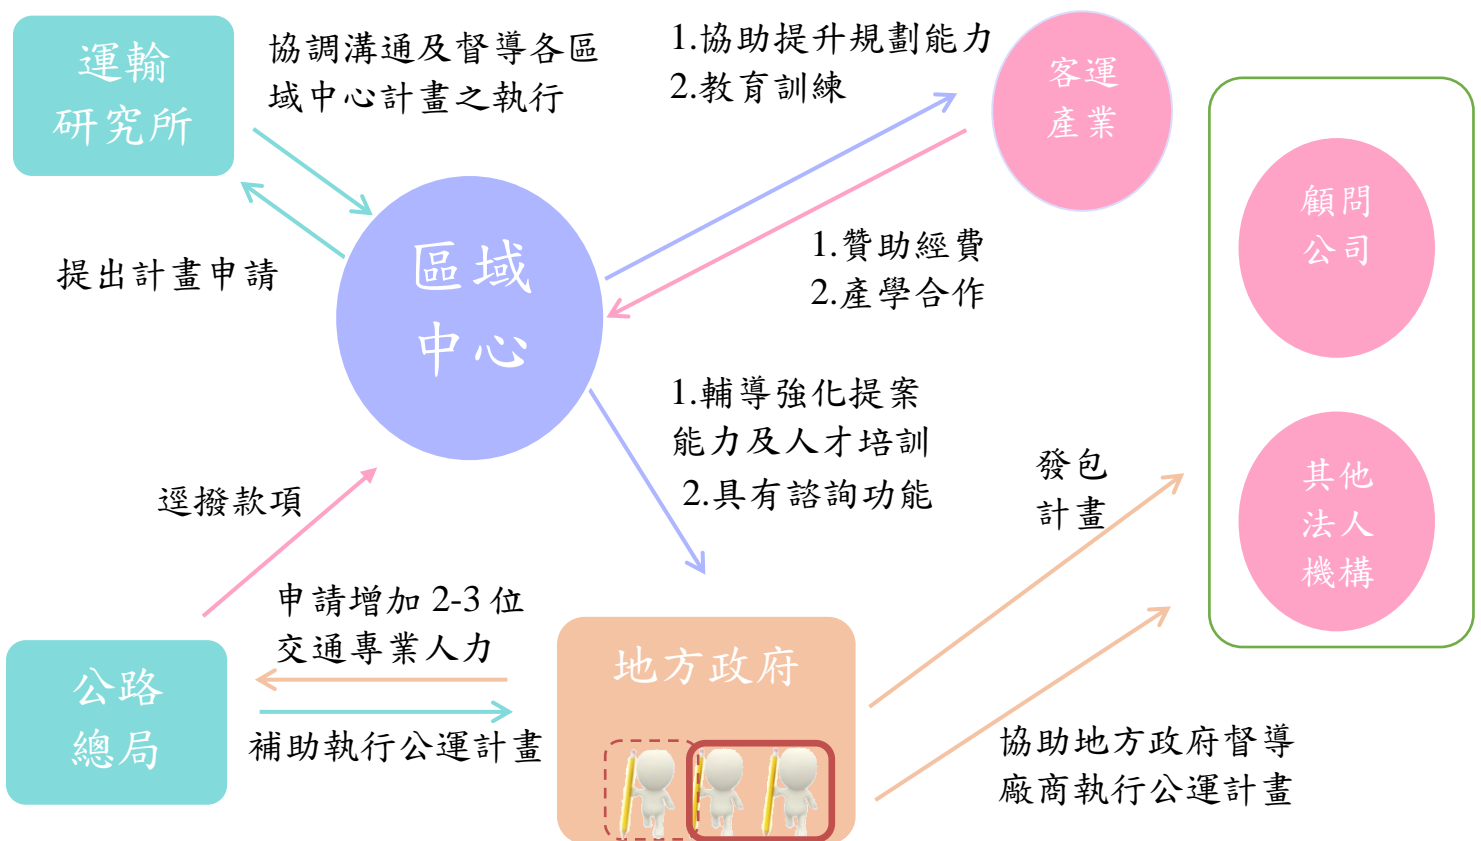 運輸
研究所
協調溝通及督導各區
域中心計畫之執行
1.協助提升規劃能力
2.教育訓練
客運
產業
顧問
公司
提出計畫申請
區域
中心
1.贊助經費
2.產學合作
1.輔導強化提案
能力及人才培訓
2.具有諮詢功能
發包
計畫
其他
法人
機構
逕撥款項
申請增加 2-3 位
交通專業人力
公路
總局
補助執行公運計畫
地方政府
協助地方政府督導
廠商執行公運計畫